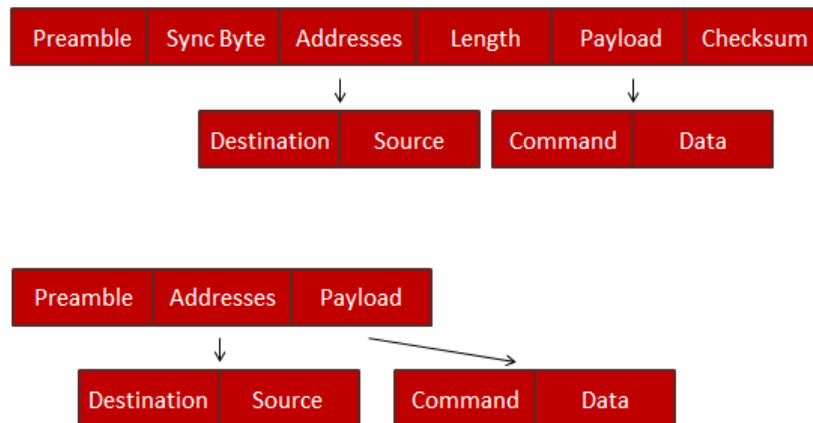 Preamble Sync Byte Addresses Length Payload Checksum
Destination Source Command Data
Preamble Addresses Payload
Destination Source Command Data